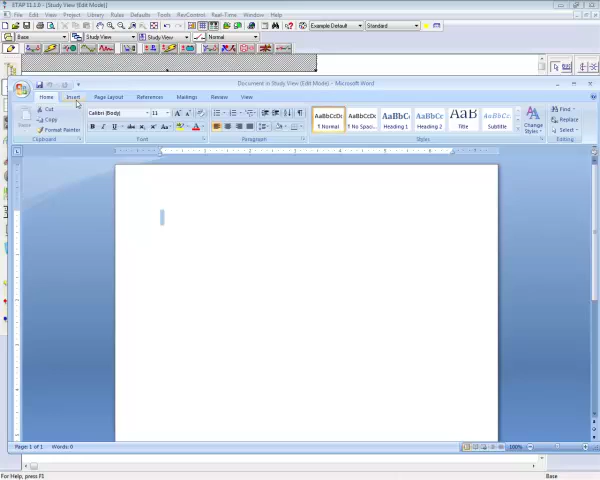 ETAP 11.1.0 - [Study View (Edit Mode)]
File Edit View Project Library Rules Defaults Tools RevControl Real-Time Window Help
Example Default Standard
Base Study View Study View Normal
Document in Study View (Edit Mode) - Microsoft Word
Home Insert Page Layout References Mailings Review View
Cut
Copy
Format Painter
Clipboard
Calibri (Body) 11
Font
Paragraph
AaBbCcDc AaBbCcDc AaBbC AaBbCc AaB AaBbCc.
¶ Normal ¶ No Spaci... Heading 1 Heading 2 Title Subtitle
Change
Styles
Styles
Find
Replace
Select
Editing
Page: 1 of 1 Words: 0
100%
For Help, press F1
Base